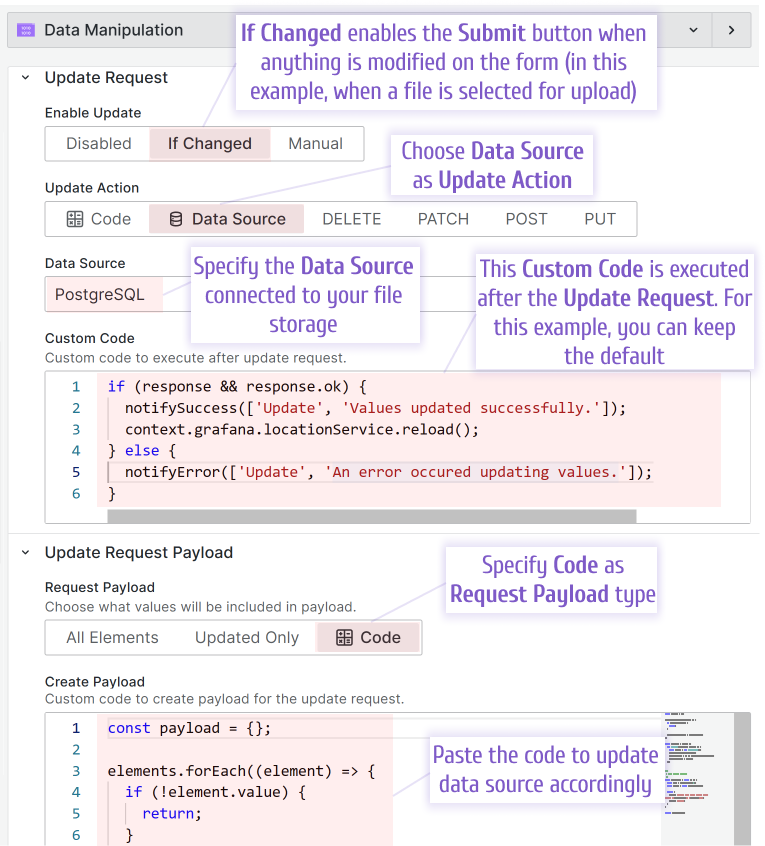 Data Manipulation
If Changed enables the Submit button when
anything is modified on the form (in this
example, when a file is selected for upload)
Update Request
Enable Update
Disabled If Changed Manual
Choose Data Source
as Update Action
Update Action
Code Data Source DELETE PATCH POST PUT
Data Source
PostgreSQL
Specify the Data Source
connected to your file
storage
This Custom Code is executed
after the Update Request. For
this example, you can keep
the default
Custom Code
Custom code to execute after update request.
1 if (response && response.ok) {
2 notifySuccess(['Update', 'Values updated successfully.']);
3 context.grafana.locationService.reload();
4 } else {
5 notifyError(['Update', 'An error occured updating values.']);
6 }
Update Request Payload
Specify Code as
Request Payload type
Request Payload
Choose what values will be included in payload.
All Elements Updated Only Code
Create Payload
Custom code to create payload for the update request.
1 const payload = {};
2
3 elements.forEach((element) => {
4 if (!element.value) {
5 return;
6 }
Paste the code to update
data source accordingly